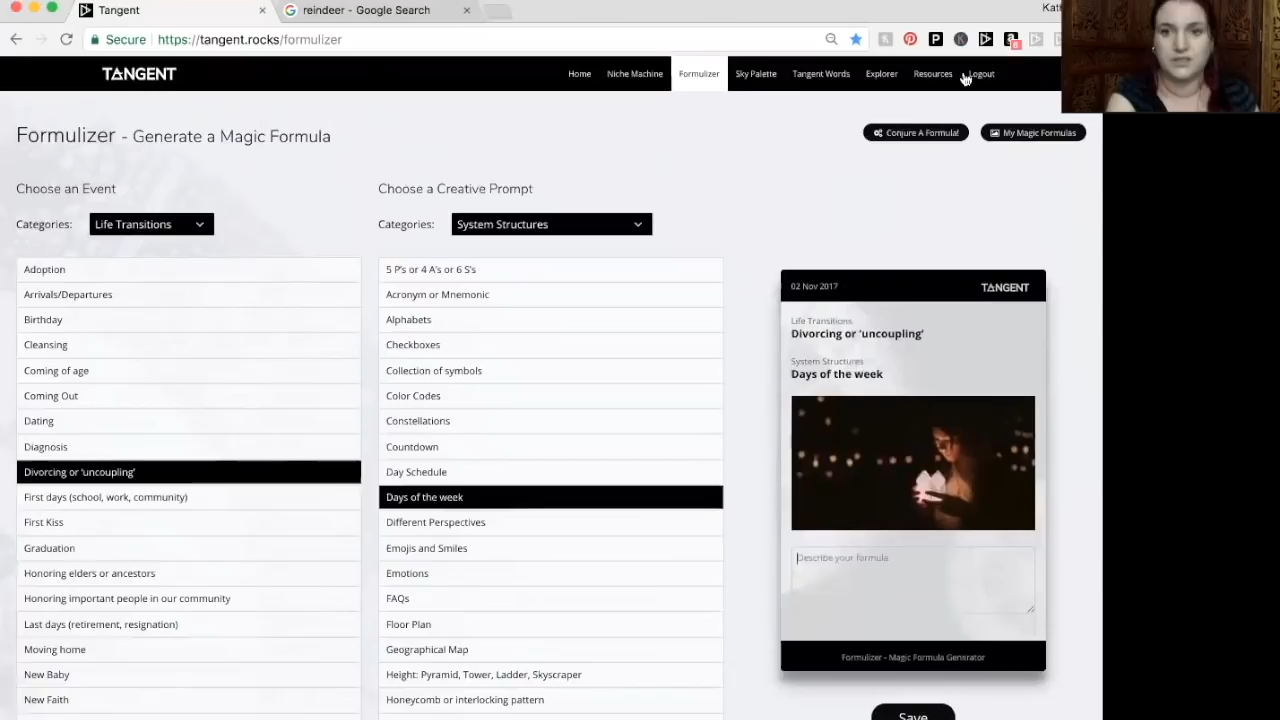 Tangent
reindeer - Google Search
Kat
Secure https://tangent.rocks/formulizer
TANGENT Home Niche Machine Formulizer Sky Palette Tangent Words Explorer Resources Logout
Formulizer - Generate a Magic Formula
Conjure A Formula! My Magic Formulas
Choose an Event
Choose a Creative Prompt
Categories: Life Transitions
Categories: System Structures
Adoption
Arrivals/Departures
Birthday
Cleansing
Coming of age
Coming Out
Dating
Diagnosis
Divorcing or 'uncoupling'
First days (school, work, community)
First Kiss
Graduation
Honoring elders or ancestors
Honoring important people in our community
Last days (retirement, resignation)
Moving home
New Baby
New Faith
5 P's or 4 A's or 6 S's
Acronym or Mnemonic
Alphabets
Checkboxes
Collection of symbols
Color Codes
Constellations
Countdown
Day Schedule
Days of the week
Different Perspectives
Emojis and Smiles
Emotions
FAQs
Floor Plan
Geographical Map
Height: Pyramid, Tower, Ladder, Skyscraper
Honeycomb or interlocking pattern
02 Nov 2017 TANGENT
Life Transitions
Divorcing or 'uncoupling'
System Structures
Days of the week
Describe your formula
Formulizer - Magic Formula Generator
Save